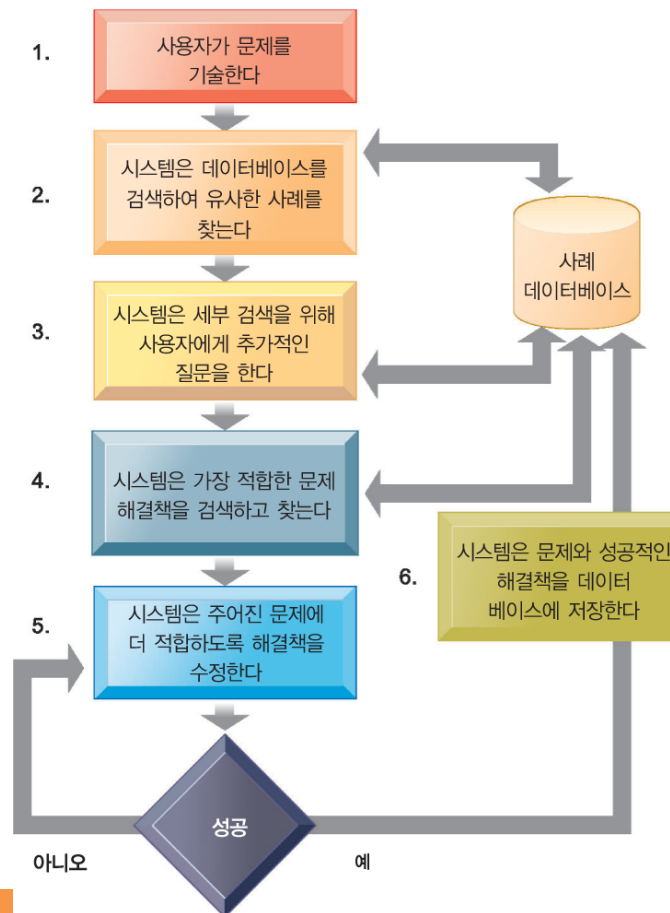 1.
사용자가 문제를
기술한다
2.
시스템은 데이터베이스를
검색하여 유사한 사례를
찾는다
사례
데이터베이스
3.
시스템은 세부 검색을 위해
사용자에게 추가적인
질문을 한다
4.
시스템은 가장 적합한 문제
해결책을 검색하고 찾는다
5.
시스템은 주어진 문제에
더 적합하도록 해결책을
수정한다
6.
시스템은 문제와 성공적인
해결책을 데이터
베이스에 저장한다
성공
아니오
예